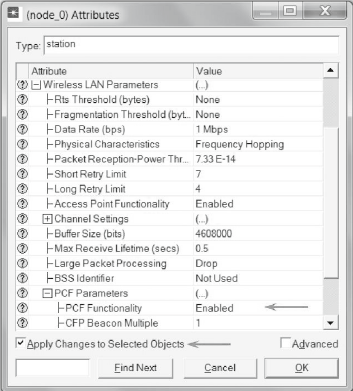 (node_0) Attributes
Type: station
Attribute Value
Wireless LAN Parameters (...)
Rts Threshold (bytes) None
Fragmentation Threshold (byt... None
Data Rate (bps) 1 Mbps
Physical Characteristics Frequency Hopping
Packet Reception-Power Thr... 7.33 E-14
Short Retry Limit 7
Long Retry Limit 4
Access Point Functionality Enabled
Channel Settings (...)
Buffer Size (bits) 4608000
Max Receive Lifetime (secs) 0.5
Large Packet Processing Drop
BSS Identifier Not Used
PCF Parameters (...)
PCF Functionality Enabled
CFP Beacon Multiple 1
Apply Changes to Selected Objects Advanced
Find Next Cancel OK